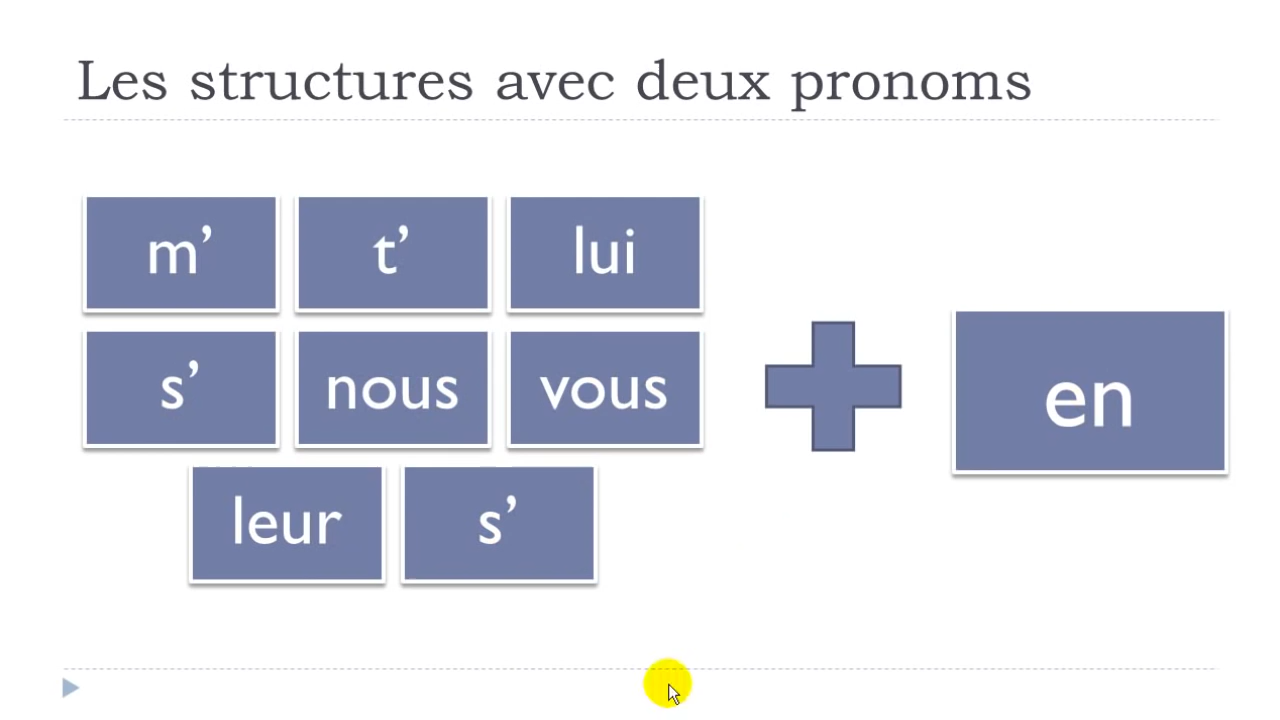 Les structures avec deux pronoms
m’ t’ lui
s’ nous vous
en
leur s’